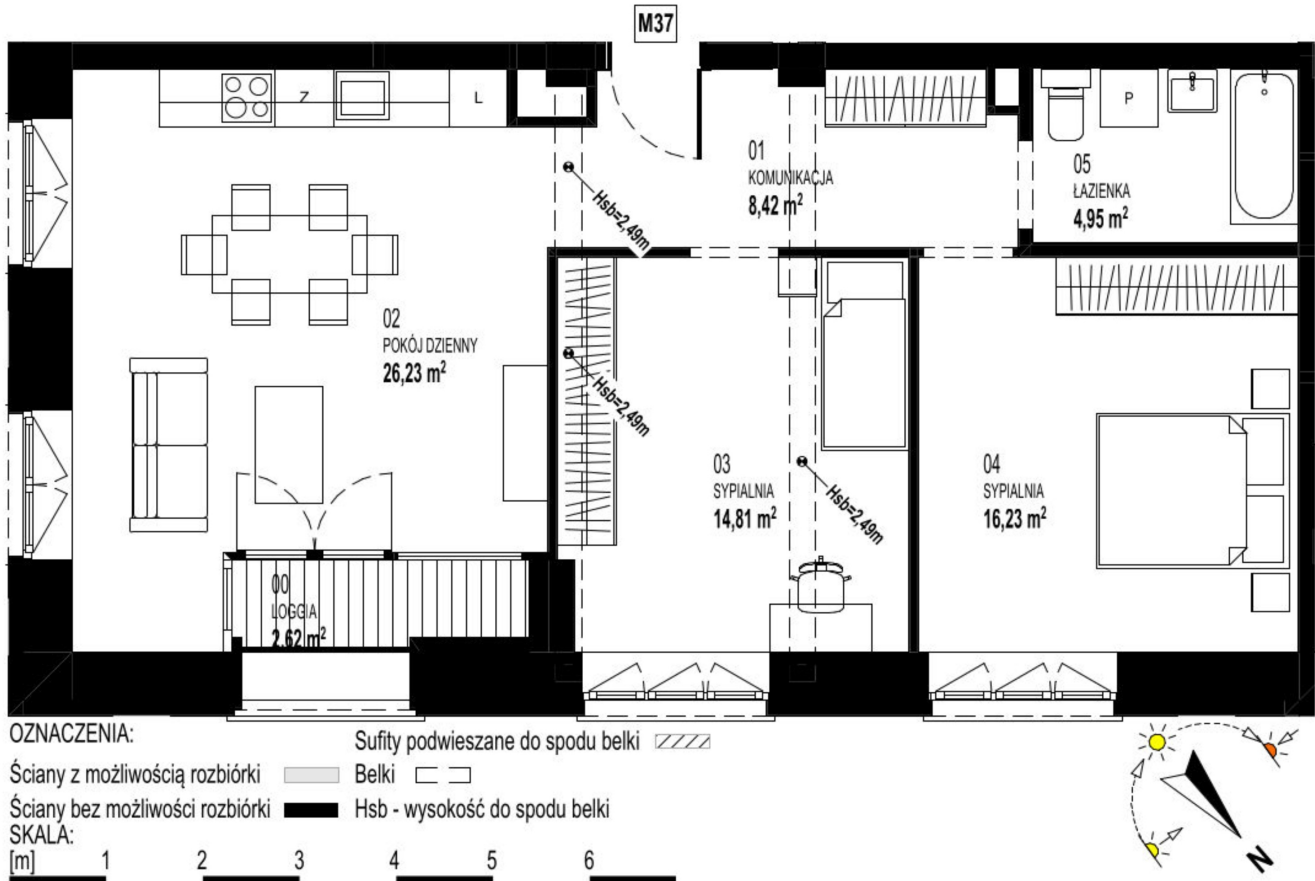 M37
Z
L
P
01
KOMUNIKACJA
8,42 m²
05
ŁAZIENKA
4,95 m²
Hsb=2,49m
02
POKÓJ DZIENNY
26,23 m²
Hsb=2,49m
03
SYPIALNIA
14,81 m²
Hsb=2,49m
04
SYPIALNIA
16,23 m²
00
LOGGIA
2,62 m²
OZNACZENIA:
Sufity podwieszane do spodu belki
Ściany z możliwością rozbiórki
Belki
Ściany bez możliwości rozbiórki
Hsb - wysokość do spodu belki
SKALA:
[m] 1 2 3 4 5 6
N